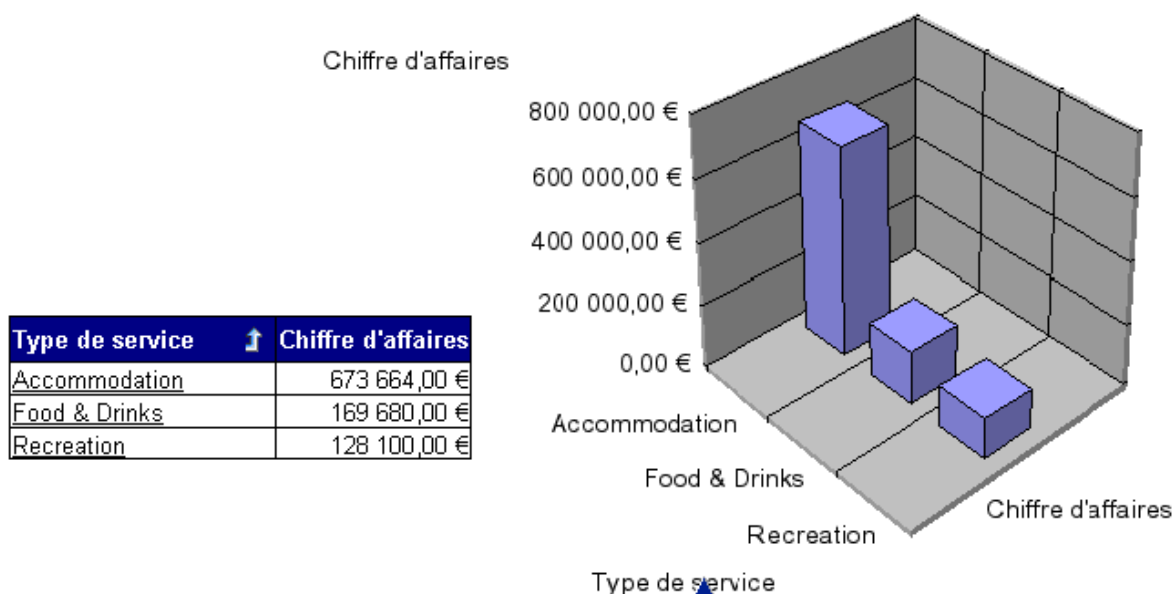 Chiffre d'affaires
800 000,00 €
600 000,00 €
400 000,00 €
200 000,00 €
0,00 €
Type de service Chiffre d'affaires
Accommodation 673 664,00 €
Food & Drinks 169 680,00 €
Recreation 128 100,00 €
Accommodation
Food & Drinks
Recreation
Chiffre d'affaires
Type de service